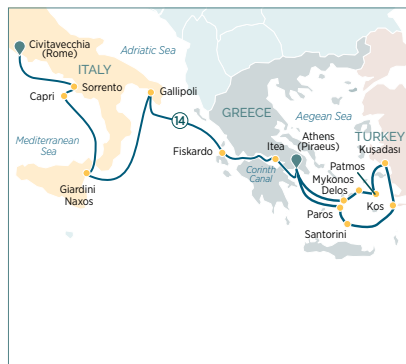 Civitavecchia
(Rome)
Adriatic Sea
ITALY
Sorrento
Capri
Gallipoli
14
GREECE
Aegean Sea
Mediterranean
Sea
Fiskardo
Itea
Athens
(Piraeus)
TURKEY
Kuşadası
Corinth
Canal
Patmos
Mykonos
Delos
Giardini
Naxos
Paros
Kos
Santorini